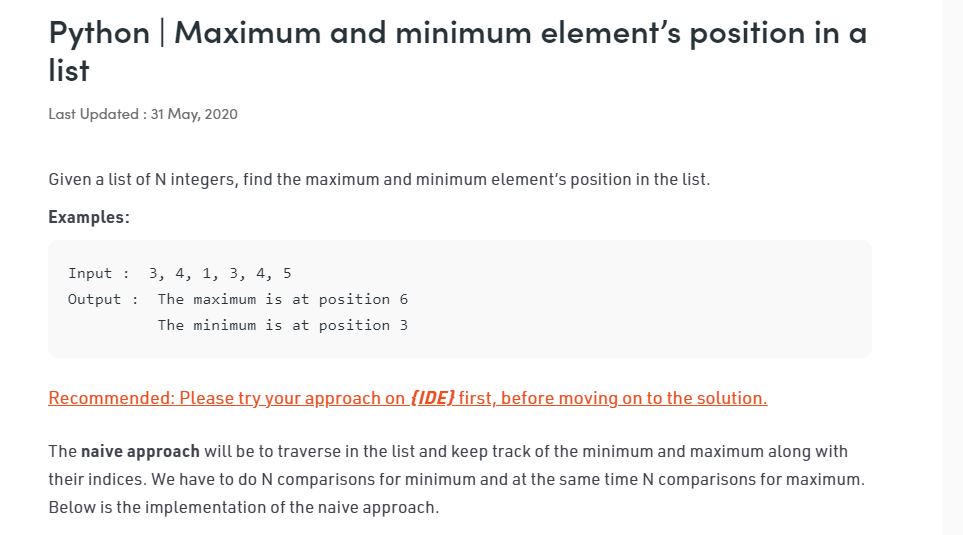 Python | Maximum and minimum element’s position in a
list
Last Updated : 31 May, 2020
Given a list of N integers, find the maximum and minimum element’s position in the list.
Examples:
Input :  3, 4, 1, 3, 4, 5
Output :  The maximum is at position 6
The minimum is at position 3
Recommended: Please try your approach on {IDE} first, before moving on to the solution.
The naive approach will be to traverse in the list and keep track of the minimum and maximum along with
their indices. We have to do N comparisons for minimum and at the same time N comparisons for maximum.
Below is the implementation of the naive approach.